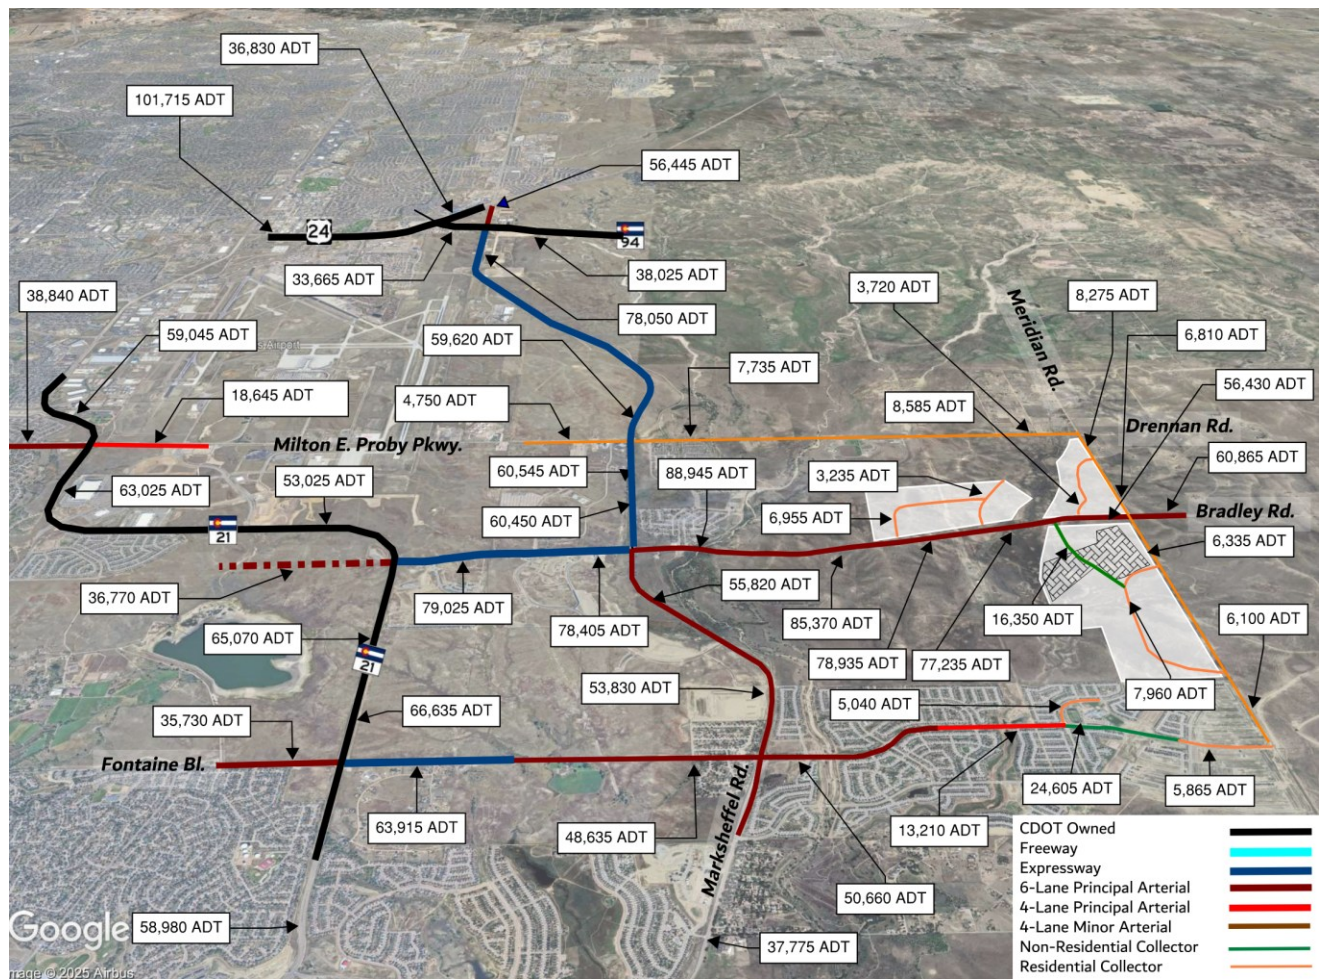 36,830 ADT
101,715 ADT
56,445 ADT
24
94
33,665 ADT
38,025 ADT
38,840 ADT
3,720 ADT
8,275 ADT
Meridian Rd.
78,050 ADT
59,045 ADT
59,620 ADT
6,810 ADT
7,735 ADT
56,430 ADT
18,645 ADT
4,750 ADT
8,585 ADT
Drennan Rd.
Milton E. Proby Pkwy.
60,865 ADT
60,545 ADT
88,945 ADT
3,235 ADT
63,025 ADT
53,025 ADT
6,955 ADT
60,450 ADT
Bradley Rd.
21
6,335 ADT
36,770 ADT
79,025 ADT
55,820 ADT
85,370 ADT
16,350 ADT
6,100 ADT
65,070 ADT
78,405 ADT
78,935 ADT
77,235 ADT
21
53,830 ADT
5,040 ADT
7,960 ADT
35,730 ADT
66,635 ADT
Fontaine Bl.
24,605 ADT
5,865 ADT
63,915 ADT
48,635 ADT
13,210 ADT
Marksheffel Rd.
50,660 ADT
58,980 ADT
37,775 ADT
CDOT Owned
Freeway
Expressway
6-Lane Principal Arterial
4-Lane Principal Arterial
4-Lane Minor Arterial
Non-Residential Collector
Residential Collector
Google
mage © 2025 Airbus